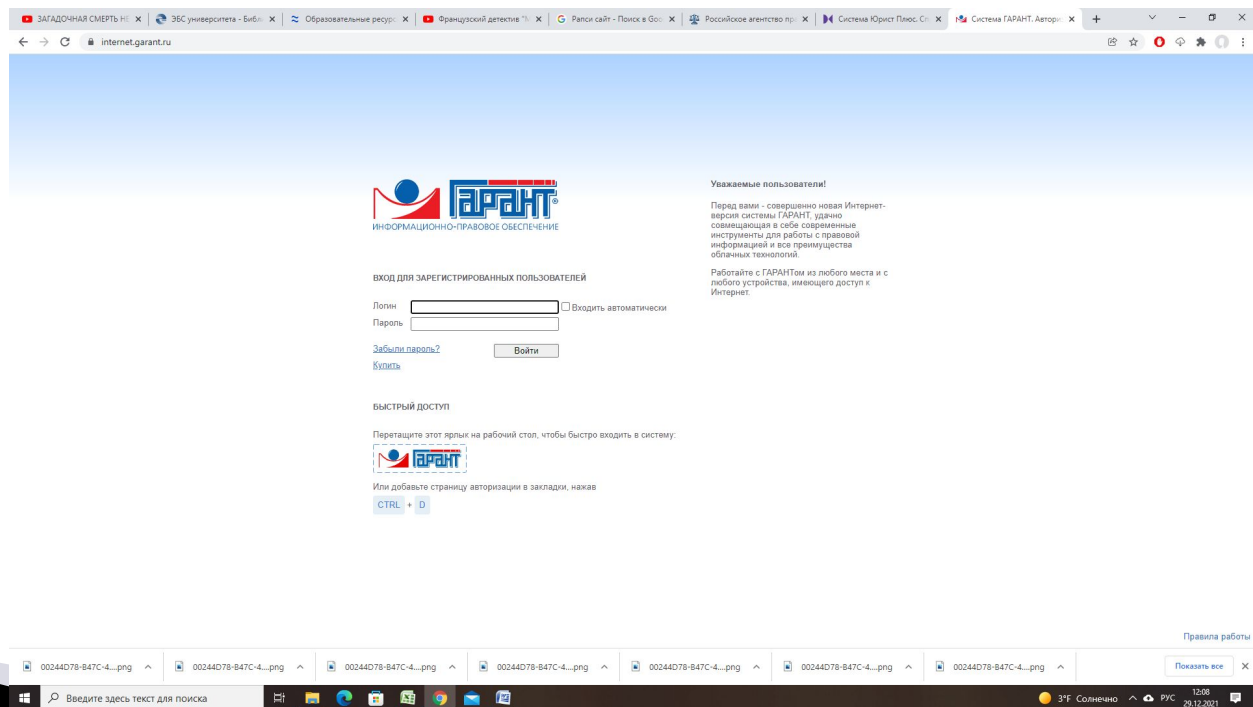 ЗАГАДОЧНАЯ СМЕРТЬ НЕ
ЭБС университета - Библ
Образовательные ресурс
Французский детектив "М
Рапси сайт - Поиск в Goo
Российское агентство пр
Система Юрист Плюс. Сп
Система ГАРАНТ. Автори
internet.garant.ru
Гарант®
ИНФОРМАЦИОННО-ПРАВОВОЕ ОБЕСПЕЧЕНИЕ
ВХОД ДЛЯ ЗАРЕГИСТРИРОВАННЫХ ПОЛЬЗОВАТЕЛЕЙ
Логин
Входить автоматически
Пароль
Забыли пароль?
Войти
Купить
БЫСТРЫЙ ДОСТУП
Перетащите этот ярлык на рабочий стол, чтобы быстро входить в систему:
Гарант
Или добавьте страницу авторизации в закладки, нажав
CTRL + D
Уважаемые пользователи!
Перед вами - совершенно новая Интернет-
версия системы ГАРАНТ, удачно
совмещающая в себе современные
инструменты для работы с правовой
информацией и все преимущества
облачных технологий.
Работайте с ГАРАНТом из любого места и с
любого устройства, имеющего доступ к
Интернет.
Правила работы
00244D78-B47C-4....png
00244D78-B47C-4....png
00244D78-B47C-4....png
00244D78-B47C-4....png
00244D78-B47C-4....png
00244D78-B47C-4....png
00244D78-B47C-4....png
Показать все
Введите здесь текст для поиска
3°F Солнечно
РУС
12:08
29.12.2021